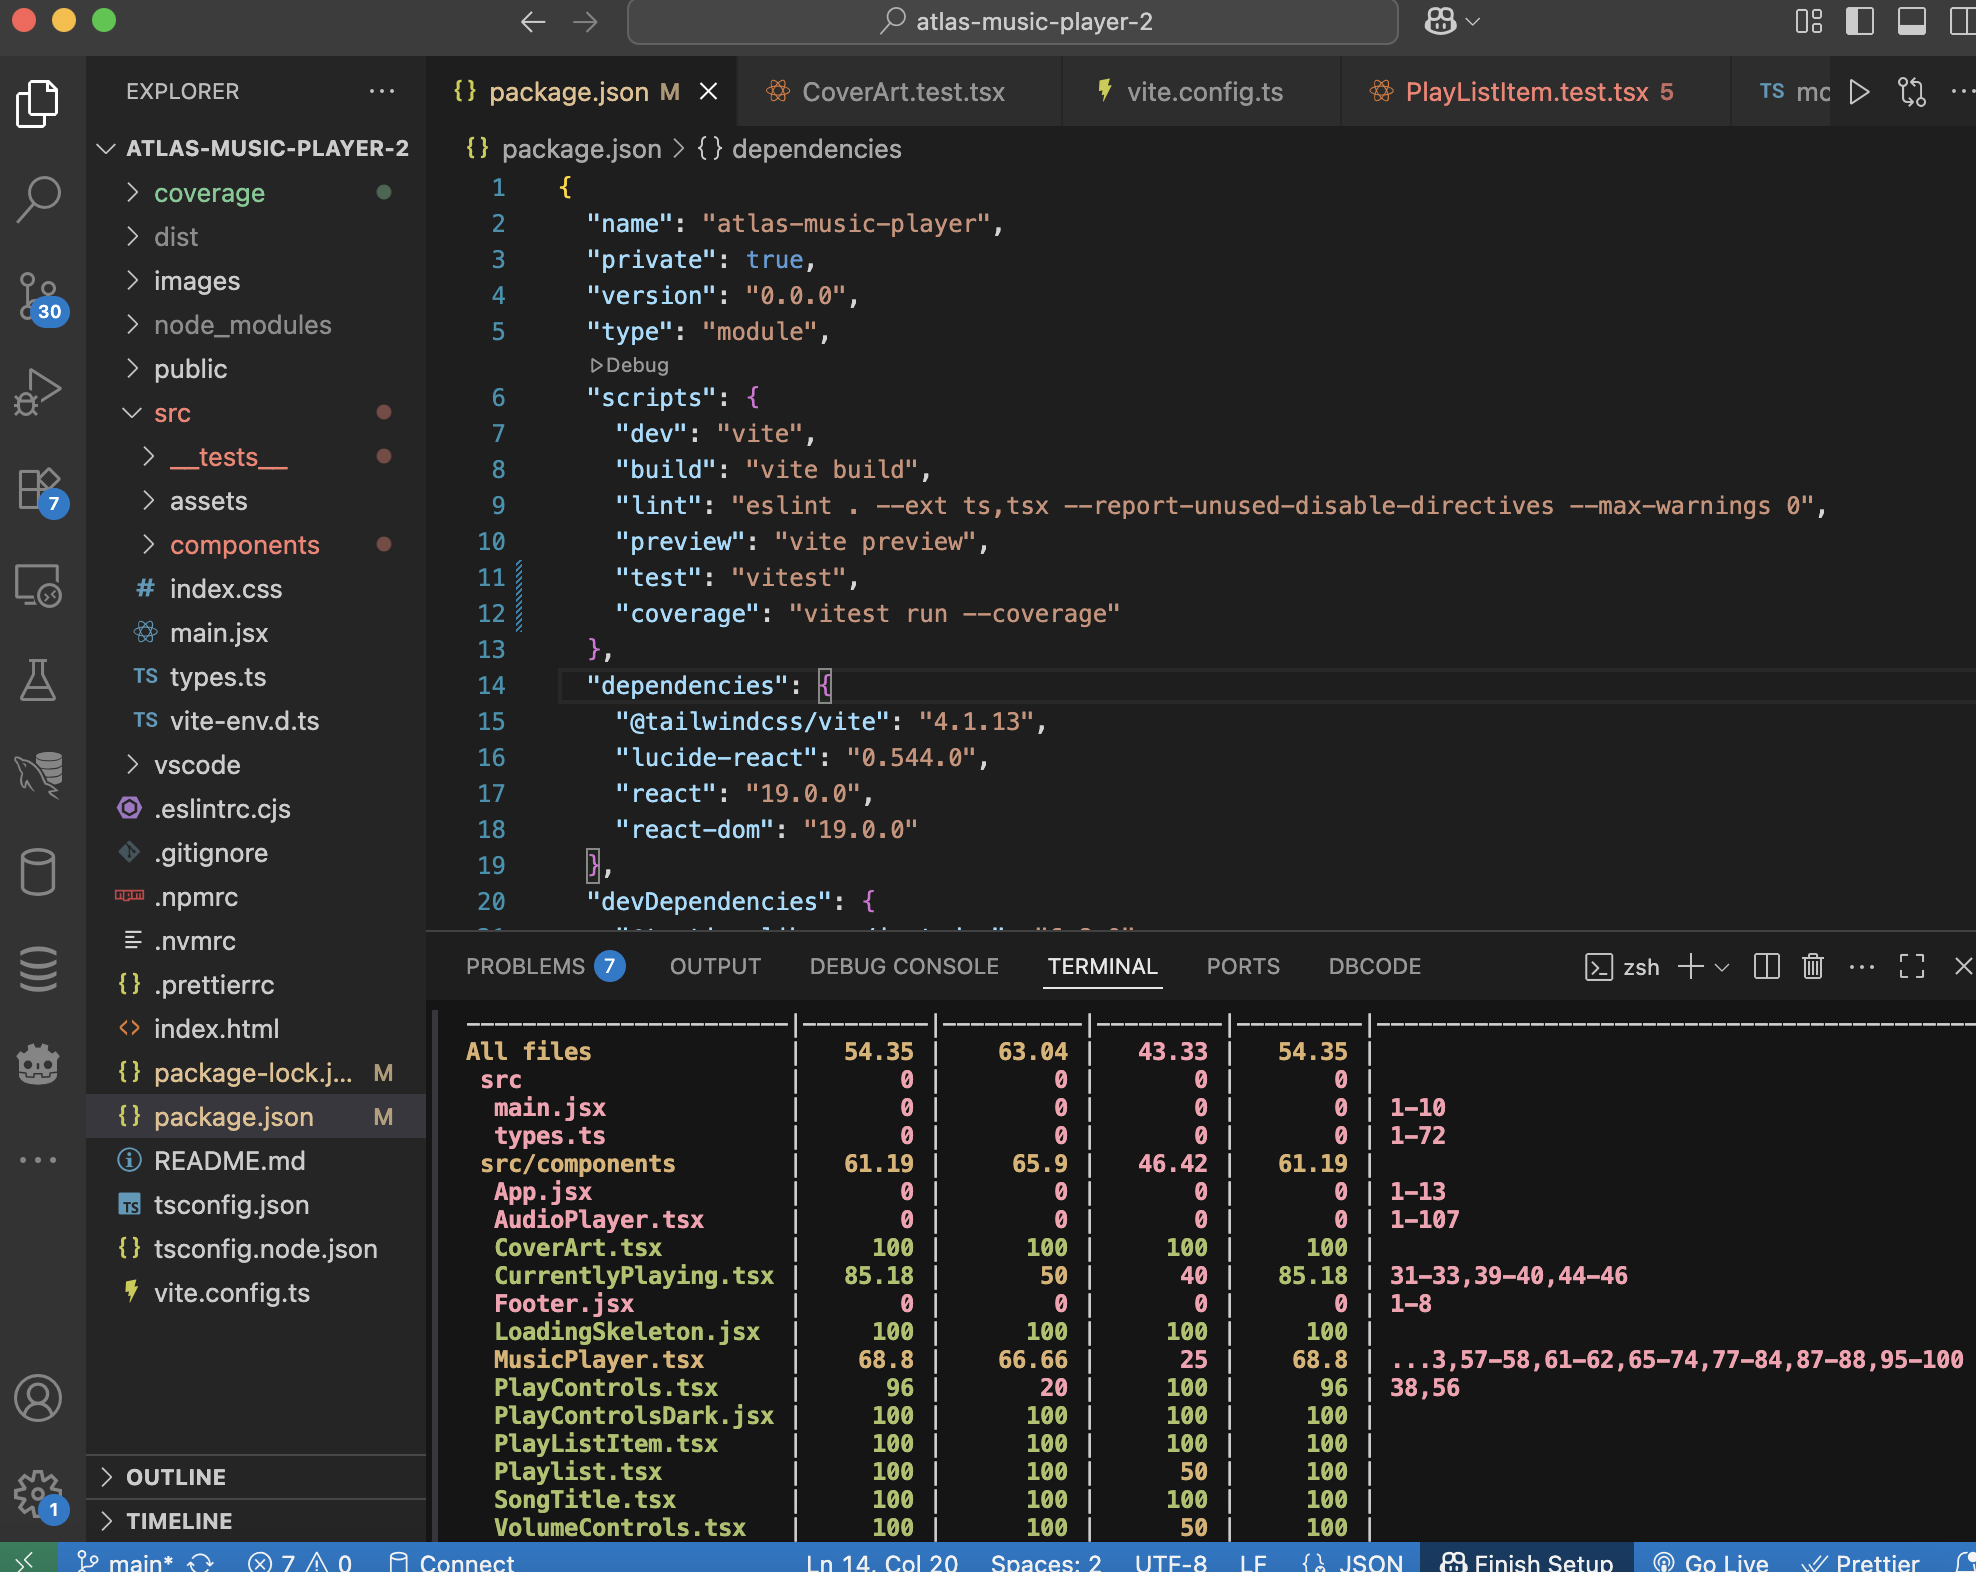 atlas-music-player-2
EXPLORER
ATLAS-MUSIC-PLAYER-2
coverage
dist
images
node_modules
public
src
__tests__
assets
components
# index.css
main.jsx
TS types.ts
TS vite-env.d.ts
vscode
.eslintrc.cjs
.gitignore
.npmrc
.nvmrc
{} .prettierrc
<> index.html
{} package-lock.j... M
{} package.json M
README.md
TS tsconfig.json
{} tsconfig.node.json
vite.config.ts
OUTLINE
TIMELINE
30
7
1
{} package.json M
CoverArt.test.tsx
vite.config.ts
PlayListItem.test.tsx 5
TS mc
{} package.json > {} dependencies
1 {
2 "name": "atlas-music-player",
3 "private": true,
4 "version": "0.0.0",
5 "type": "module",
Debug
6 "scripts": {
7 "dev": "vite",
8 "build": "vite build",
9 "lint": "eslint . --ext ts,tsx --report-unused-disable-directives --max-warnings 0",
10 "preview": "vite preview",
11 "test": "vitest",
12 "coverage": "vitest run --coverage"
13 },
14 "dependencies": {
15 "@tailwindcss/vite": "4.1.13",
16 "lucide-react": "0.544.0",
17 "react": "19.0.0",
18 "react-dom": "19.0.0"
19 },
20 "devDependencies": {
PROBLEMS 7 OUTPUT DEBUG CONSOLE TERMINAL PORTS DBCODE
zsh
All files | 54.35 | 63.04 | 43.33 | 54.35 |
src | 0 | 0 | 0 | 0 |
main.jsx | 0 | 0 | 0 | 0 | 1-10
types.ts | 0 | 0 | 0 | 0 | 1-72
src/components | 61.19 | 65.9 | 46.42 | 61.19 |
App.jsx | 0 | 0 | 0 | 0 | 1-13
AudioPlayer.tsx | 0 | 0 | 0 | 0 | 1-107
CoverArt.tsx | 100 | 100 | 100 | 100 |
CurrentlyPlaying.tsx | 85.18 | 50 | 40 | 85.18 | 31-33,39-40,44-46
Footer.jsx | 0 | 0 | 0 | 0 | 1-8
LoadingSkeleton.jsx | 100 | 100 | 100 | 100 |
MusicPlayer.tsx | 68.8 | 66.66 | 25 | 68.8 | ...3,57-58,61-62,65-74,77-84,87-88,95-100
PlayControls.tsx | 96 | 20 | 100 | 96 | 38,56
PlayControlsDark.jsx | 100 | 100 | 100 | 100 |
PlayListItem.tsx | 100 | 100 | 100 | 100 |
Playlist.tsx | 100 | 100 | 50 | 100 |
SongTitle.tsx | 100 | 100 | 100 | 100 |
VolumeControls.tsx | 100 | 100 | 50 | 100 |
main* 7 0 Connect Ln 14, Col 20 Spaces: 2 UTF-8 LF {} JSON Finish Setup Go Live Prettier